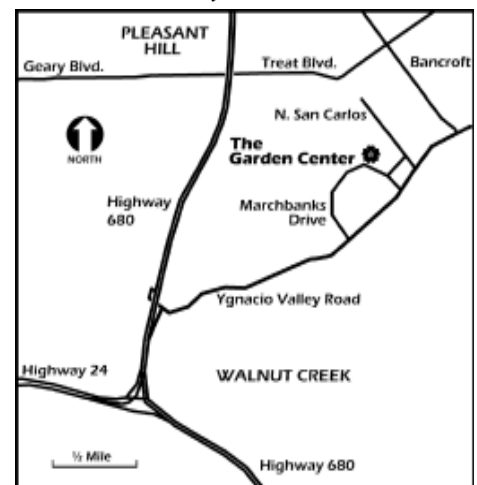 PLEASANT
HILL
Geary Blvd.
Treat Blvd.
Bancroft
N. San Carlos
NORTH
The
Garden Center
Highway
680
Marchbanks
Drive
Ygnacio Valley Road
Highway 24
WALNUT CREEK
½ Mile
Highway 680